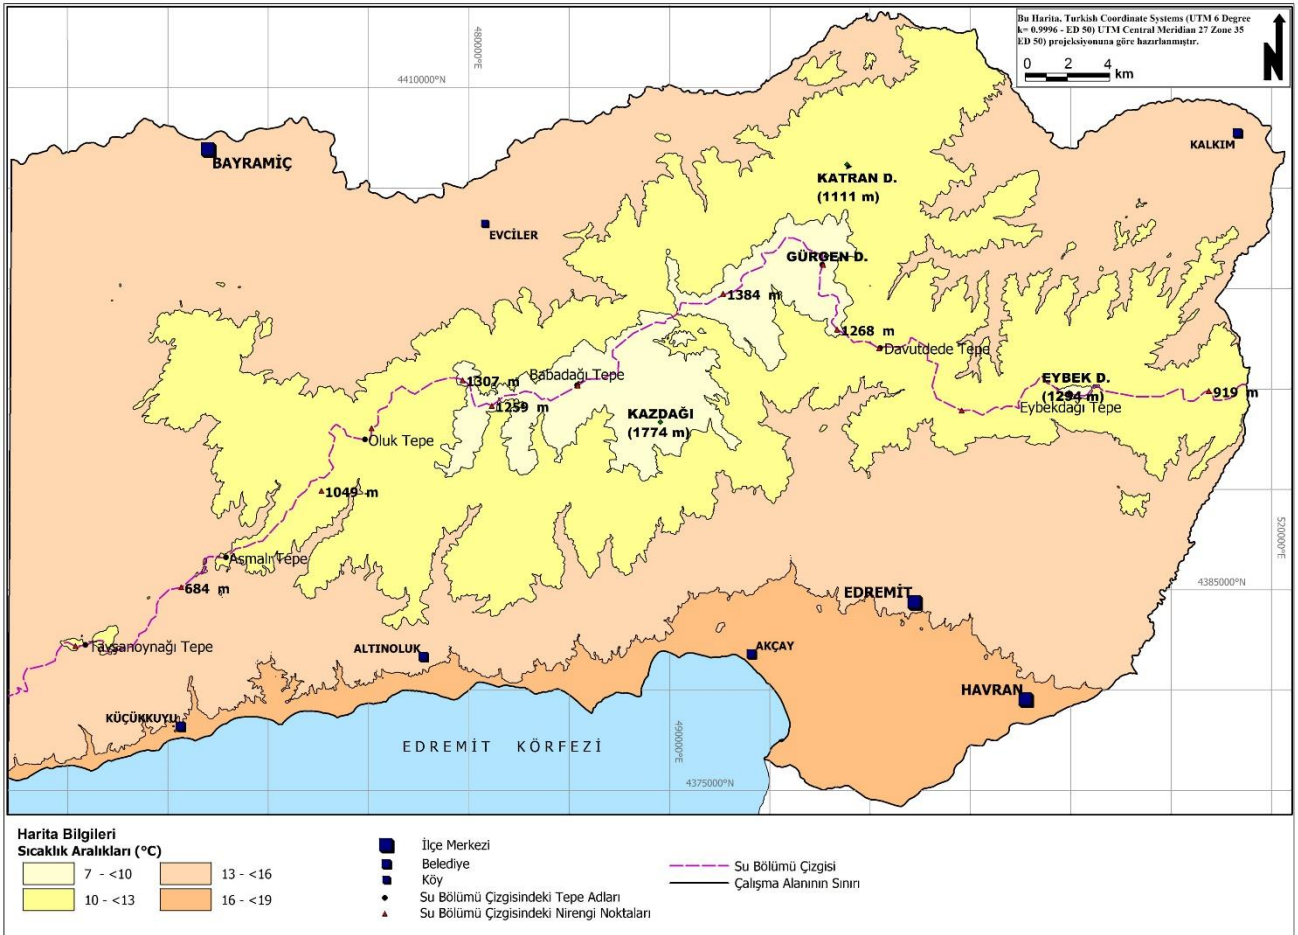 Bu Harita, Turkish Coordinate Systems (UTM 6 Degree
k= 0.9996 - ED 50) UTM Central Meridian 27 Zone 35
ED 50) projeksiyonuna göre hazırlanmıştır.
N
0 2 4 km
480000°E
4410000°N
BAYRAMİÇ
KALKIM
KATRAN D.
(1111 m)
EVCİLER
GÜRGEN D.
1384 m
1268 m
Davutdede Tepe
Babadağı Tepe
1307 m
1259 m
EYBEK D.
(1294 m)
919 m
Eybekdağı Tepe
KAZDAĞI
(1774 m)
Oluk Tepe
1049 m
520000°E
Asmalı Tepe
684 m
4385000°N
EDREMİT
Tavşanoynağı Tepe
ALTINOLUK
AKÇAY
HAVRAN
KÜÇÜKKUYU
EDREMİT KÖRFEZİ
490000°E
4375000°N
Harita Bilgileri
Sıcaklık Aralıkları (°C)
7 - <10
13 - <16
10 - <13
16 - <19
İlçe Merkezi
Belediye
Köy
Su Bölümü Çizgisindeki Tepe Adları
Su Bölümü Çizgisindeki Nirengi Noktaları
Su Bölümü Çizgisi
Çalışma Alanının Sınırı